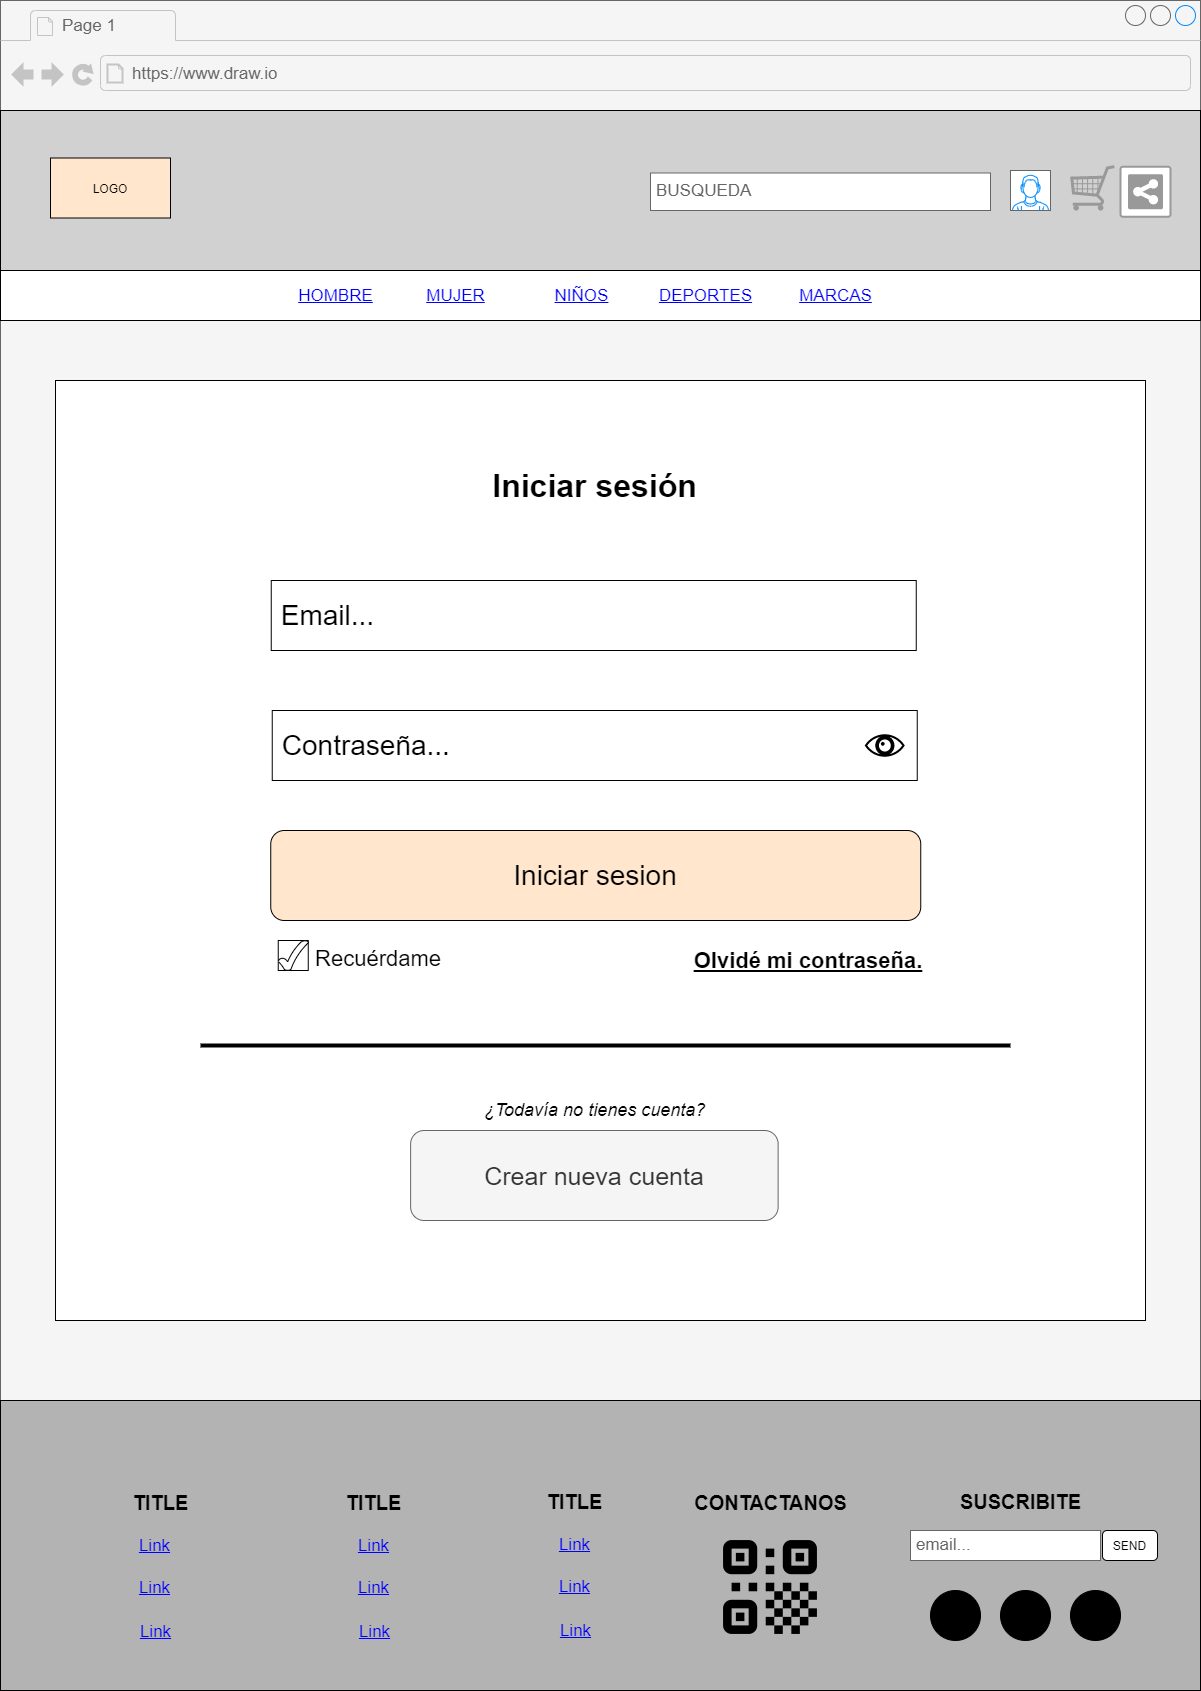 Page 1
https://www.draw.io
LOGO
BUSQUEDA
HOMBRE MUJER NIÑOS DEPORTES MARCAS
Iniciar sesión
Email...
Contraseña...
Iniciar sesion
Recuérdame
Olvidé mi contraseña.
¿Todavía no tienes cuenta?
Crear nueva cuenta
TITLE TITLE TITLE CONTACTANOS SUSCRIBITE
Link Link Link email... SEND
Link Link Link
Link Link Link